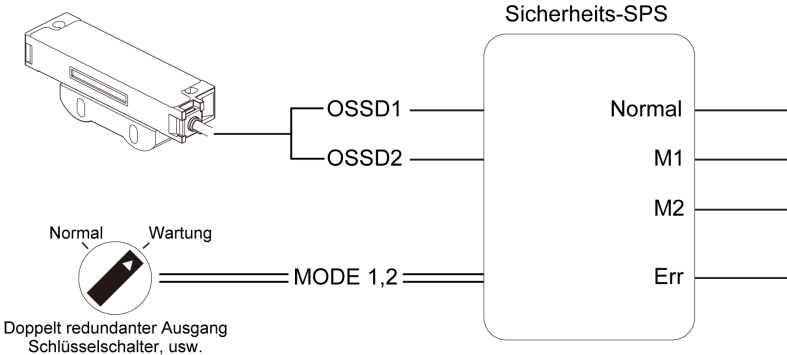 Sicherheits-SPS
OSSD1
OSSD2
Normal
M1
M2
Err
Normal
Wartung
MODE 1,2
Doppelt redundanter Ausgang
Schlüsselschalter, usw.